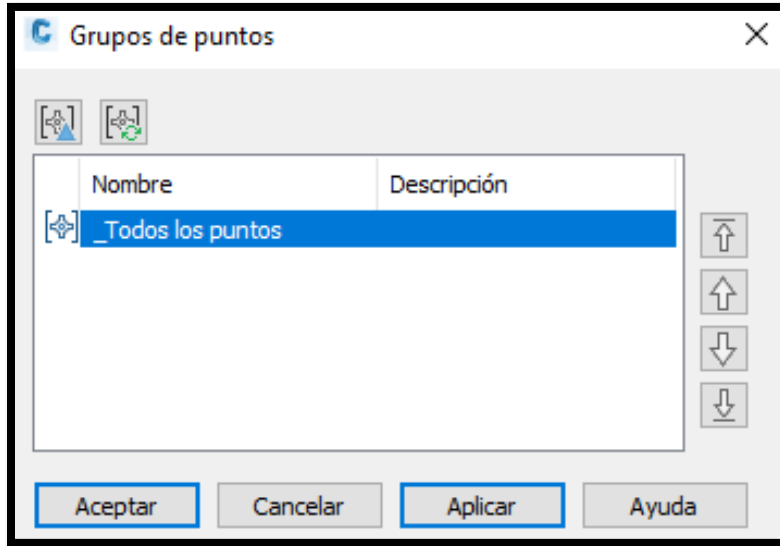 Grupos de puntos
Nombre Descripción
_Todos los puntos
Aceptar Cancelar Aplicar Ayuda